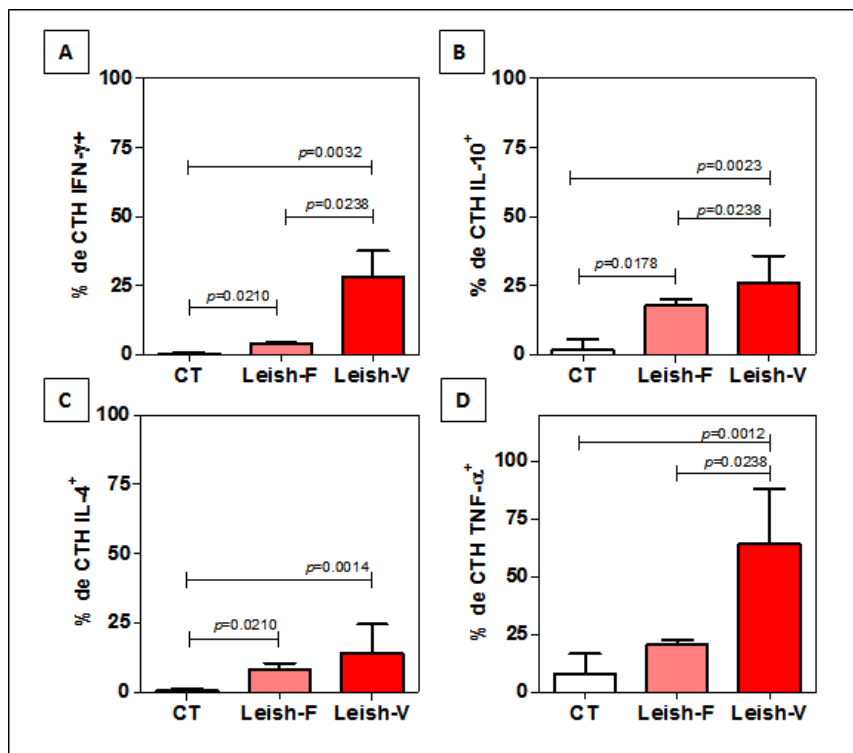 A
% de CTH IFN-γ+
100
75
50
25
0
p=0.0032
p=0.0238
p=0.0210
CT Leish-F Leish-V
B
% de CTH IL-10+
100
75
50
25
0
p=0.0023
p=0.0238
p=0.0178
CT Leish-F Leish-V
C
% de CTH IL-4+
100
75
50
25
0
p=0.0014
p=0.0210
CT Leish-F Leish-V
D
% de CTH TNF-α+
100
75
50
25
0
p=0.0012
p=0.0238
CT Leish-F Leish-V